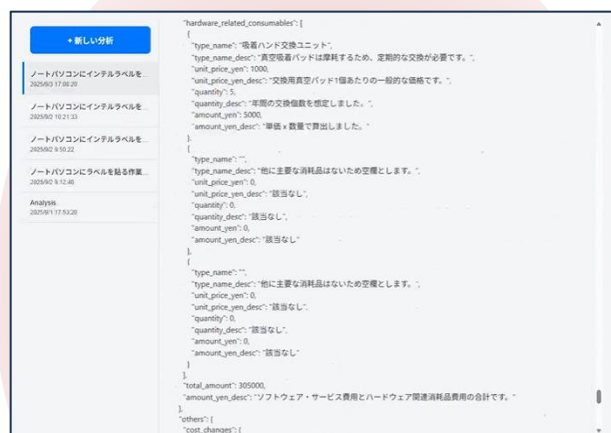 + 新しい分析
ノートパソコンにインテルラベルを...
2025/9/3 17:08:20
ノートパソコンにインテルラベルを...
2025/9/2 10:21:33
ノートパソコンにインテルラベルを...
2025/9/2 9:50:22
ノートパソコンにラベルを貼る作業...
2025/9/2 9:12:46
Analysis
2025/9/1 17:53:20
"hardware_related_consumables": [
{
"type_name": "吸着ハンド交換ユニット",
"type_name_desc": "真空吸着パッドは摩耗するため、定期的な交換が必要です。",
"unit_price_yen": 1000,
"unit_price_yen_desc": "交換用真空パッド1個あたりの一般的な価格です。",
"quantity": 5,
"quantity_desc": "年間の交換個数を想定しました。",
"amount_yen": 5000,
"amount_yen_desc": "単価 x 数量で算出しました。"
},
{
"type_name": "",
"type_name_desc": "他に主要な消耗品はないため空欄とします。",
"unit_price_yen": 0,
"unit_price_yen_desc": "該当なし",
"quantity": 0,
"quantity_desc": "該当なし",
"amount_yen": 0,
"amount_yen_desc": "該当なし"
},
{
"type_name": "",
"type_name_desc": "他に主要な消耗品はないため空欄とします。",
"unit_price_yen": 0,
"unit_price_yen_desc": "該当なし",
"quantity": 0,
"quantity_desc": "該当なし",
"amount_yen": 0,
"amount_yen_desc": "該当なし"
}
],
"total_amount": 305000,
"amount_yen_desc": "ソフトウェア・サービス費用とハードウェア関連消耗品費用の合計です。"
},
"others": {
"cost_changes": {